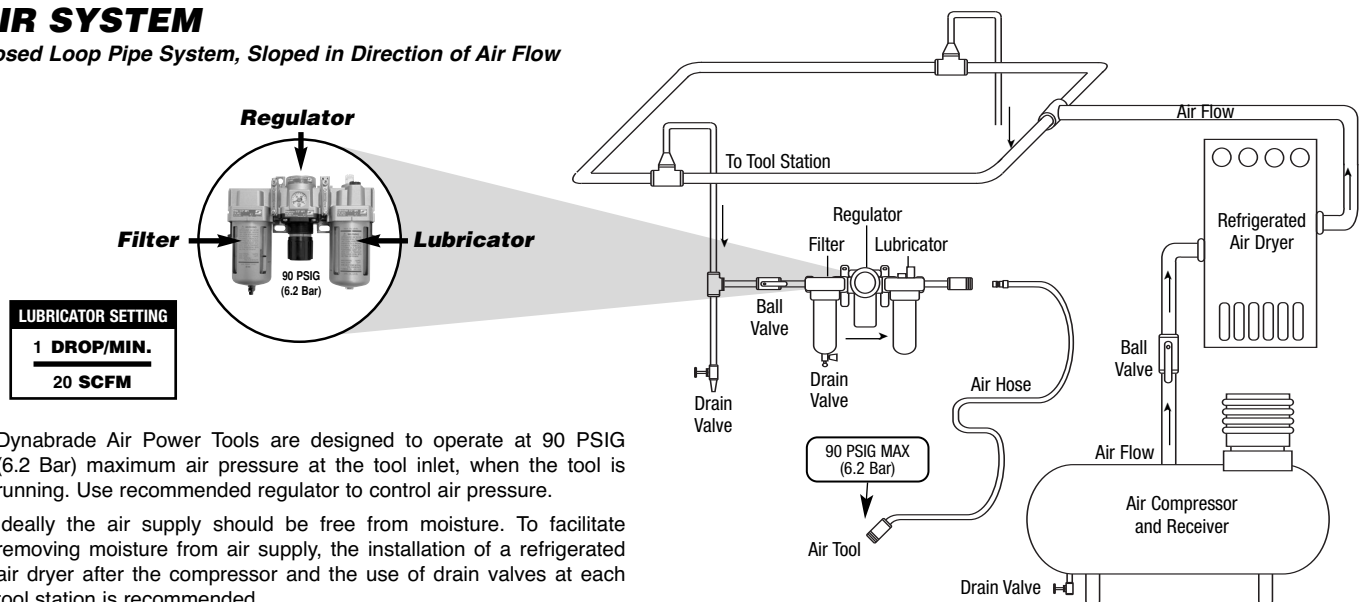 IR SYSTEM
osed Loop Pipe System, Sloped in Direction of Air Flow
Regulator
Filter
Lubricator
90 PSIG
(6.2 Bar)
LUBRICATOR SETTING
1 DROP/MIN.
20 SCFM
Dynabrade Air Power Tools are designed to operate at 90 PSIG
(6.2 Bar) maximum air pressure at the tool inlet, when the tool is
running. Use recommended regulator to control air pressure.
deally the air supply should be free from moisture. To facilitate
removing moisture from air supply, the installation of a refrigerated
air dryer after the compressor and the use of drain valves at each
tool station is recommended.
To Tool Station
Air Flow
Refrigerated
Air Dryer
Regulator
Filter
Lubricator
Ball
Valve
Drain
Valve
Drain
Valve
Air Hose
90 PSIG MAX
(6.2 Bar)
Air Tool
Ball
Valve
Air Flow
Air Compressor
and Receiver
Drain Valve